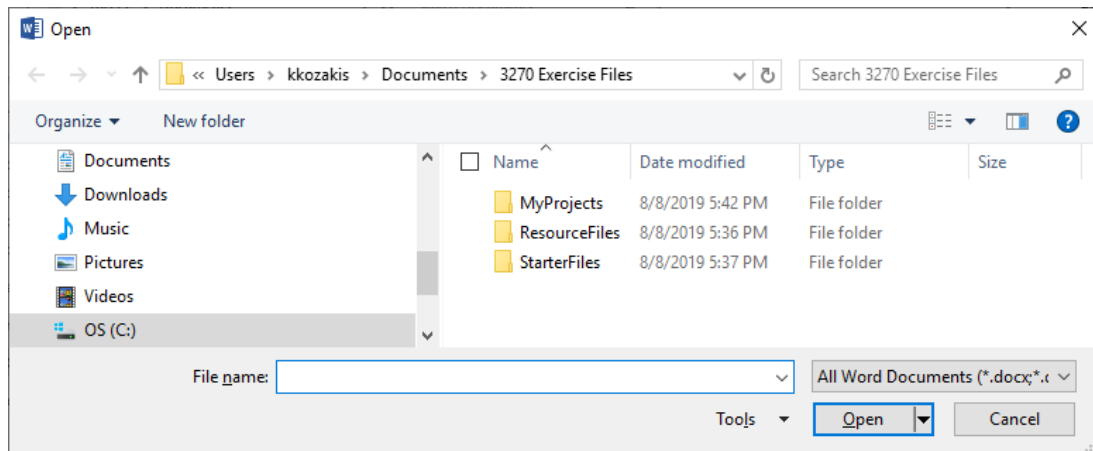 Open
« Users > kkozakis > Documents > 3270 Exercise Files
Search 3270 Exercise Files
Organize New folder
Documents
Downloads
Music
Pictures
Videos
OS (C:)
Name Date modified Type Size
MyProjects 8/8/2019 5:42 PM File folder
ResourceFiles 8/8/2019 5:36 PM File folder
StarterFiles 8/8/2019 5:37 PM File folder
File name:
All Word Documents (*.docx;*.
Tools Open Cancel